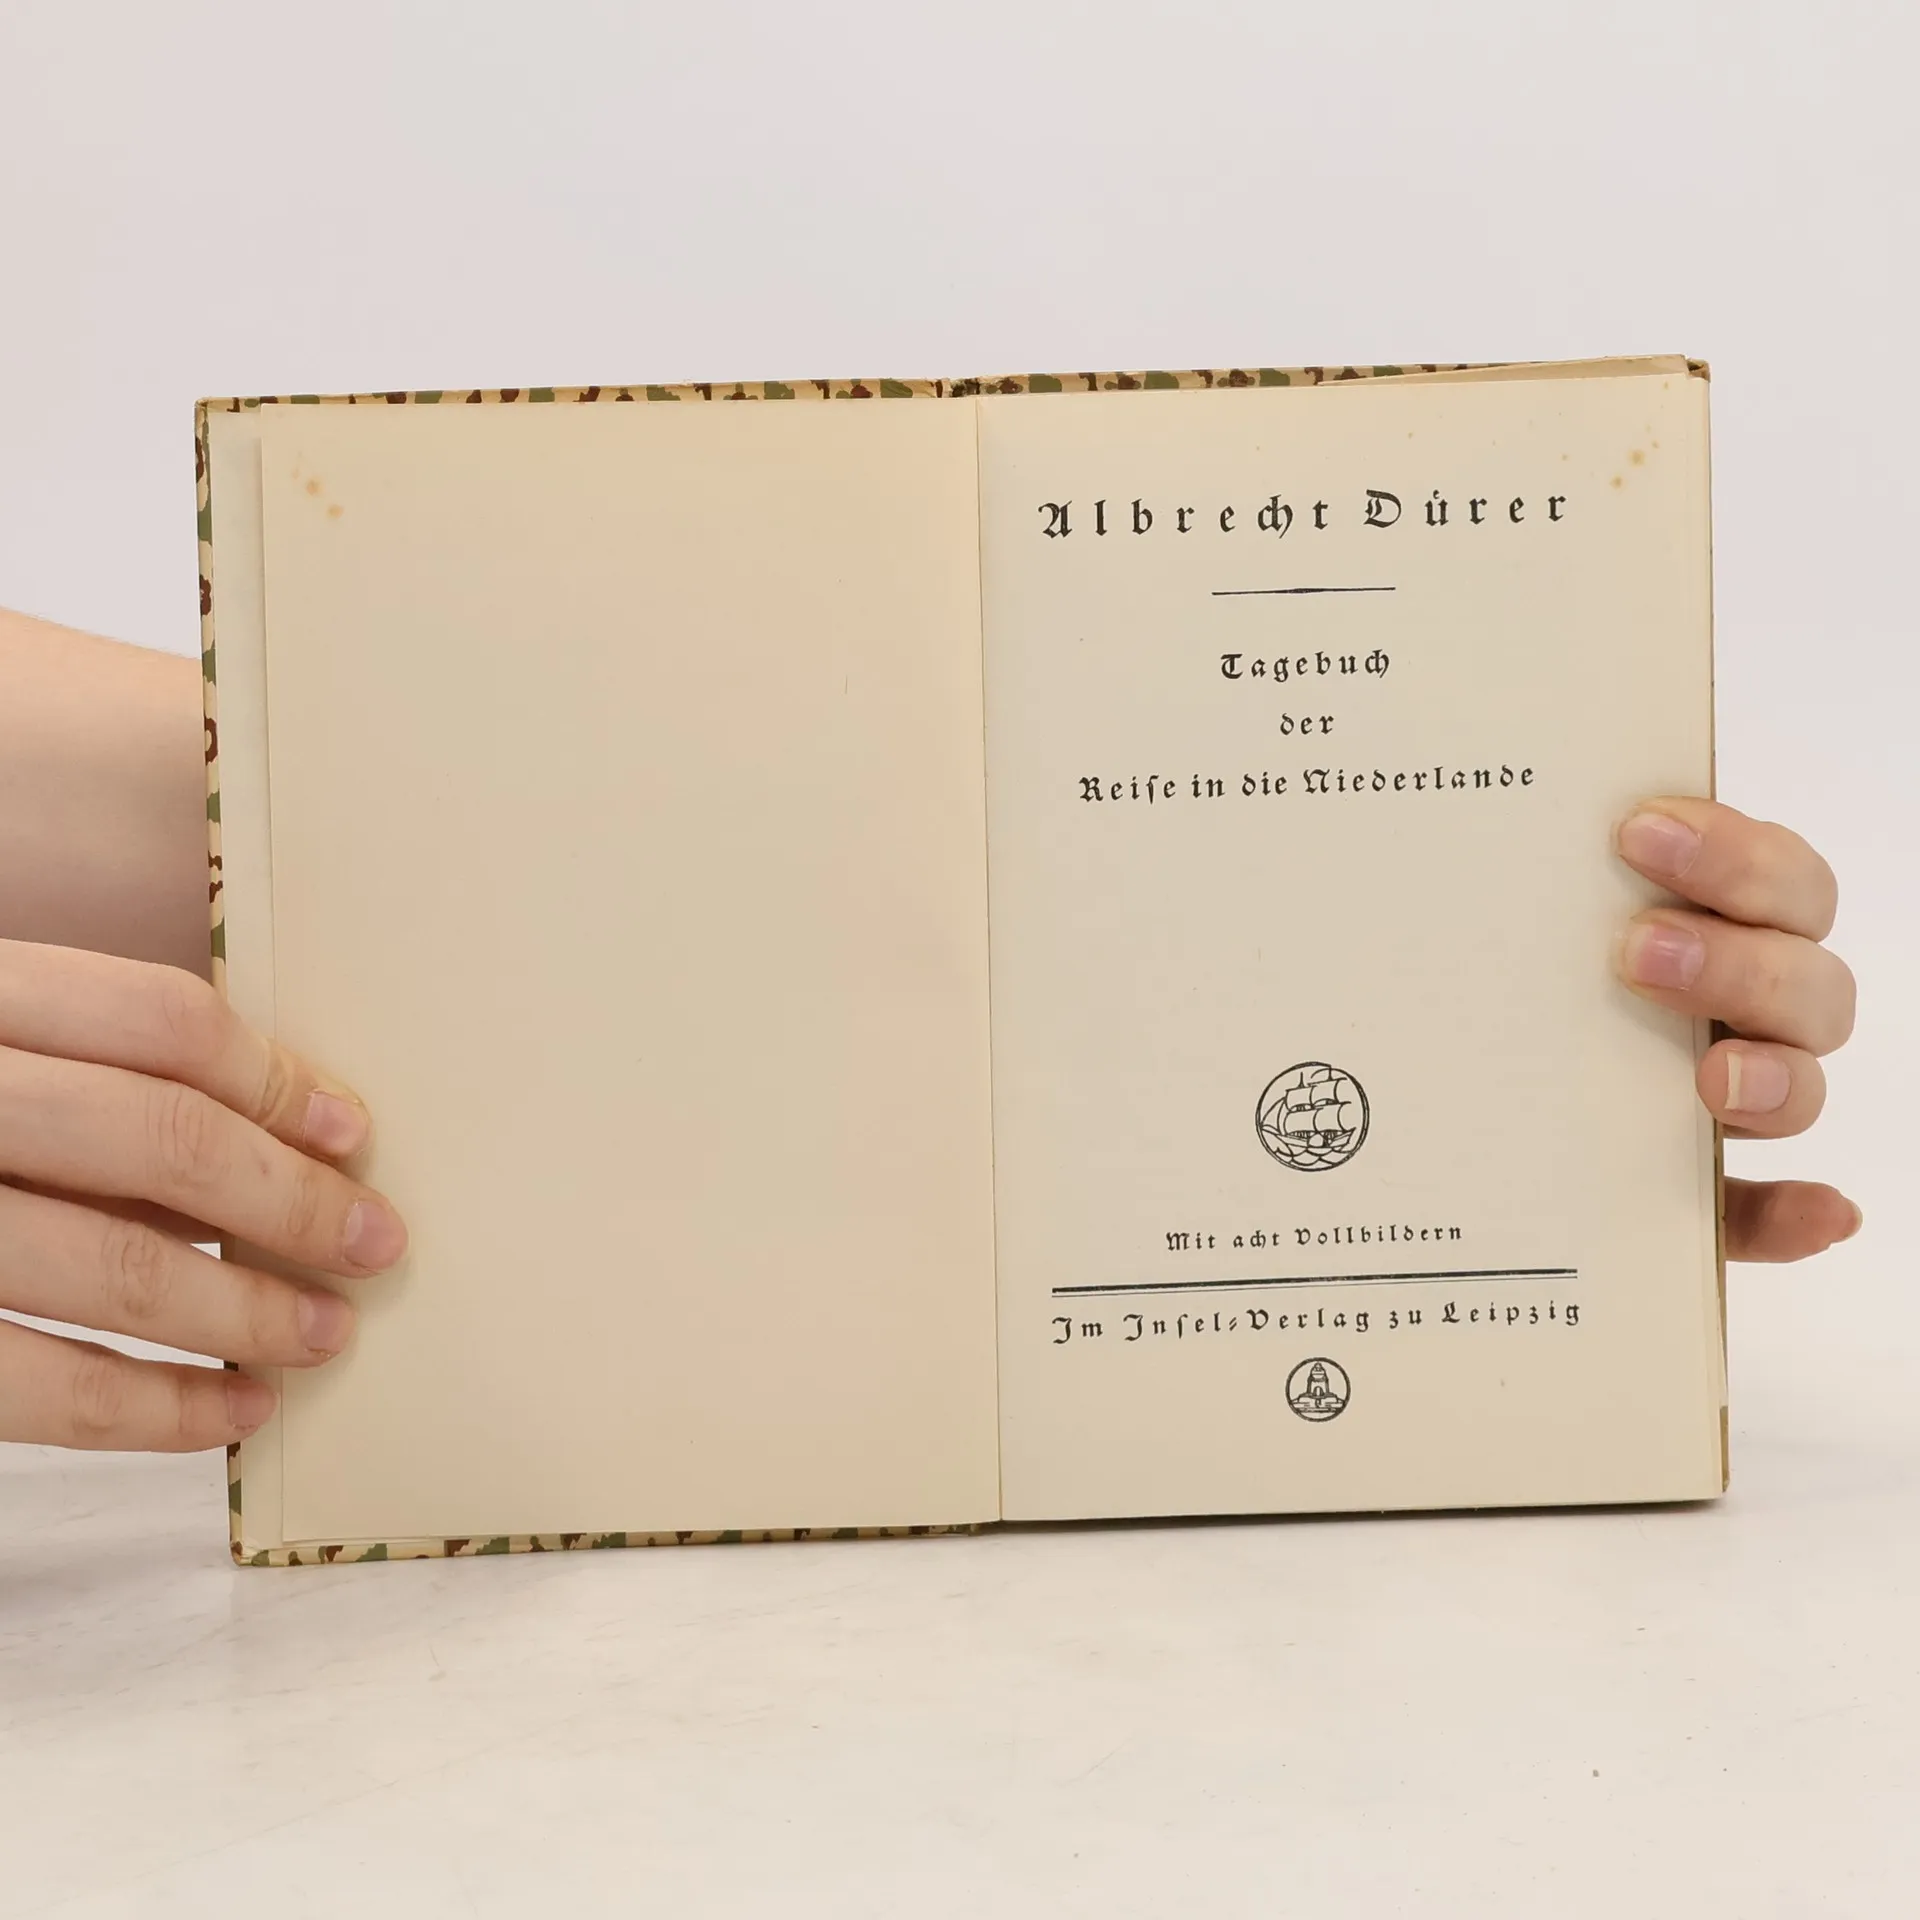 Albrecht Dürer
Tagebuch
der
Reiſe in die Niederlande
Mit acht Vollbildern
Im Inſel⸗Verlag zu Leipzig